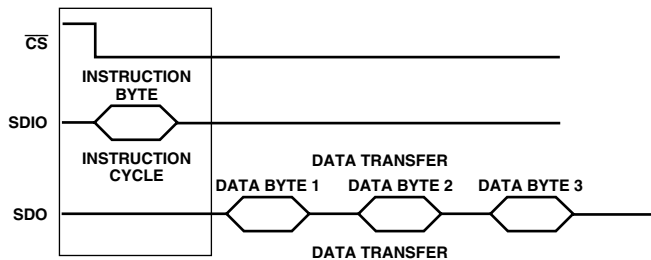 CS
INSTRUCTION
BYTE
SDIO
INSTRUCTION
CYCLE
DATA TRANSFER
DATA BYTE 1 DATA BYTE 2 DATA BYTE 3
SDO
DATA TRANSFER